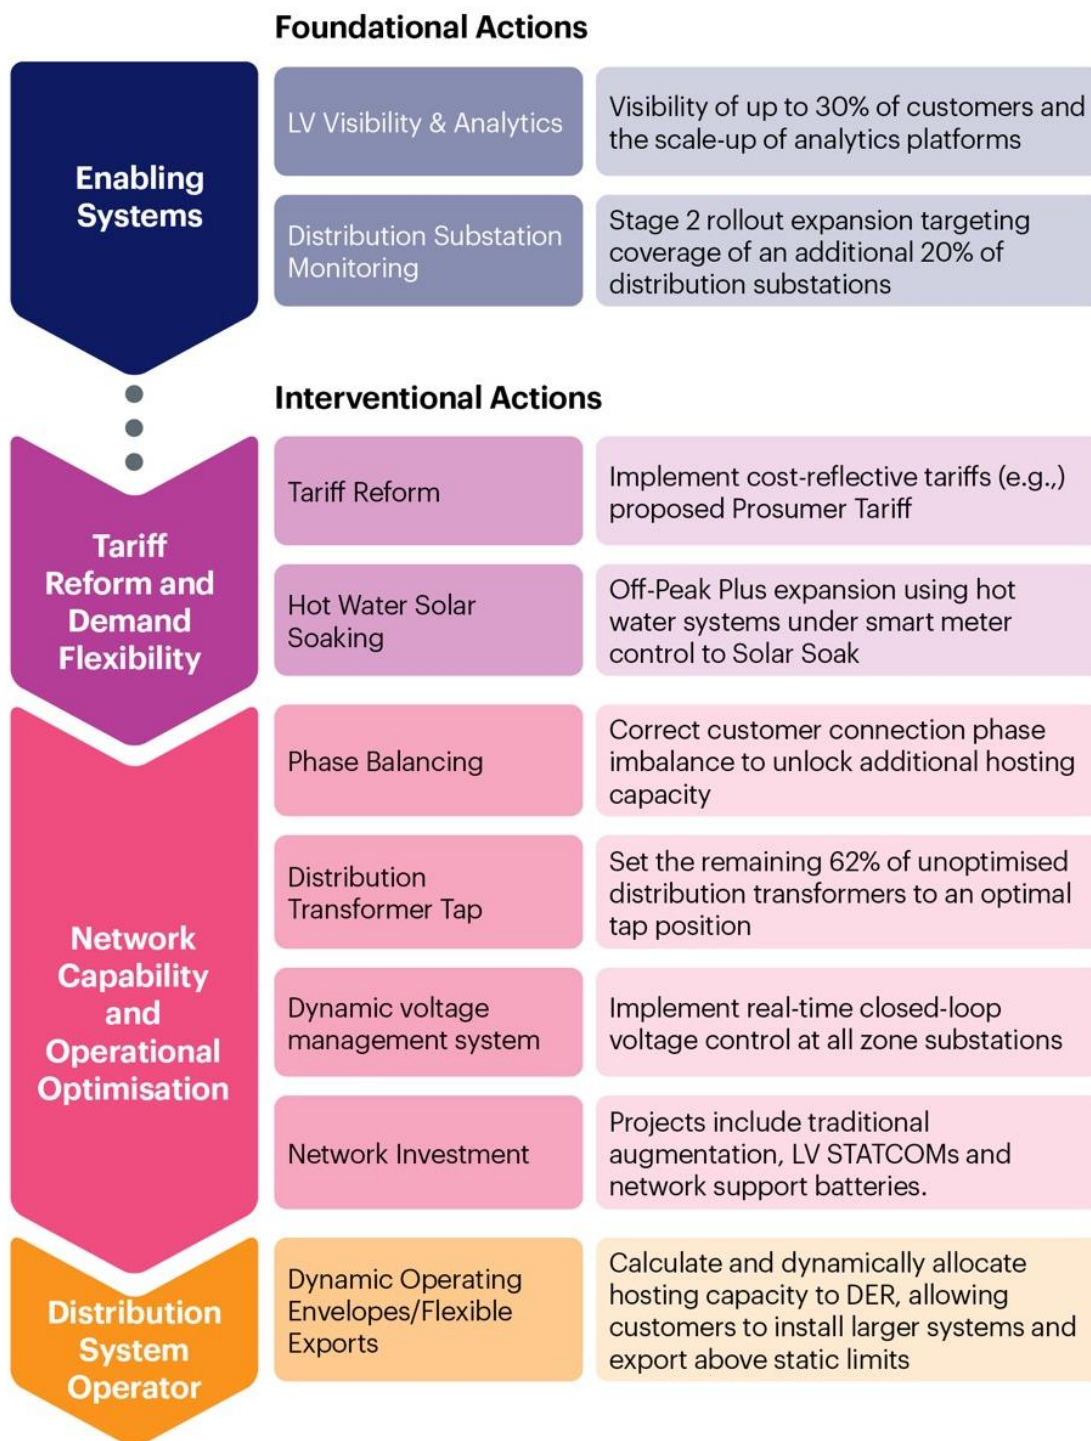 Foundational Actions
Enabling
Systems
LV Visibility & Analytics
Visibility of up to 30% of customers and
the scale-up of analytics platforms
Distribution Substation
Monitoring
Stage 2 rollout expansion targeting
coverage of an additional 20% of
distribution substations
Interventional Actions
Tariff
Reform and
Demand
Flexibility
Tariff Reform
Implement cost-reflective tariffs (e.g.,)
proposed Prosumer Tariff
Hot Water Solar
Soaking
Off-Peak Plus expansion using hot
water systems under smart meter
control to Solar Soak
Network
Capability
and
Operational
Optimisation
Phase Balancing
Correct customer connection phase
imbalance to unlock additional hosting
capacity
Distribution
Transformer Tap
Set the remaining 62% of unoptimised
distribution transformers to an optimal
tap position
Dynamic voltage
management system
Implement real-time closed-loop
voltage control at all zone substations
Network Investment
Projects include traditional
augmentation, LV STATCOMs and
network support batteries.
Distribution
System
Operator
Dynamic Operating
Envelopes/Flexible
Exports
Calculate and dynamically allocate
hosting capacity to DER, allowing
customers to install larger systems and
export above static limits